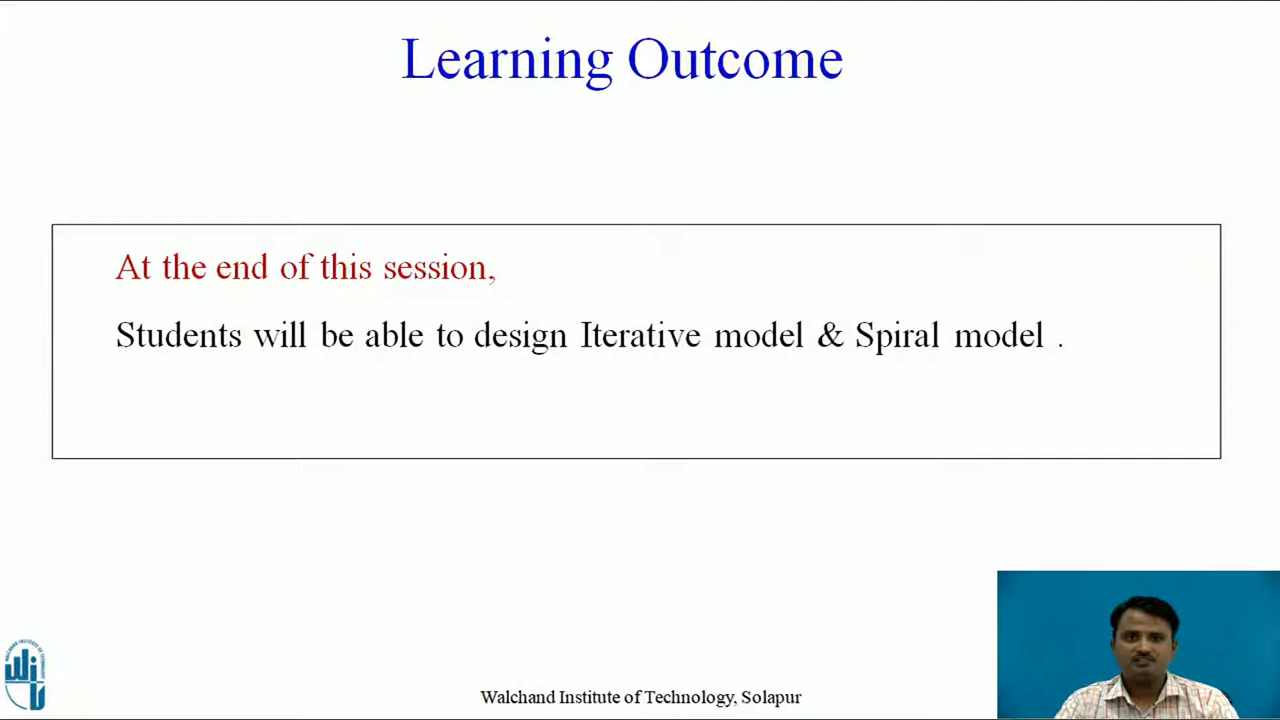 Learning Outcome
At the end of this session,
Students will be able to design Iterative model & Spiral model .
Walchand Institute of Technology, Solapur